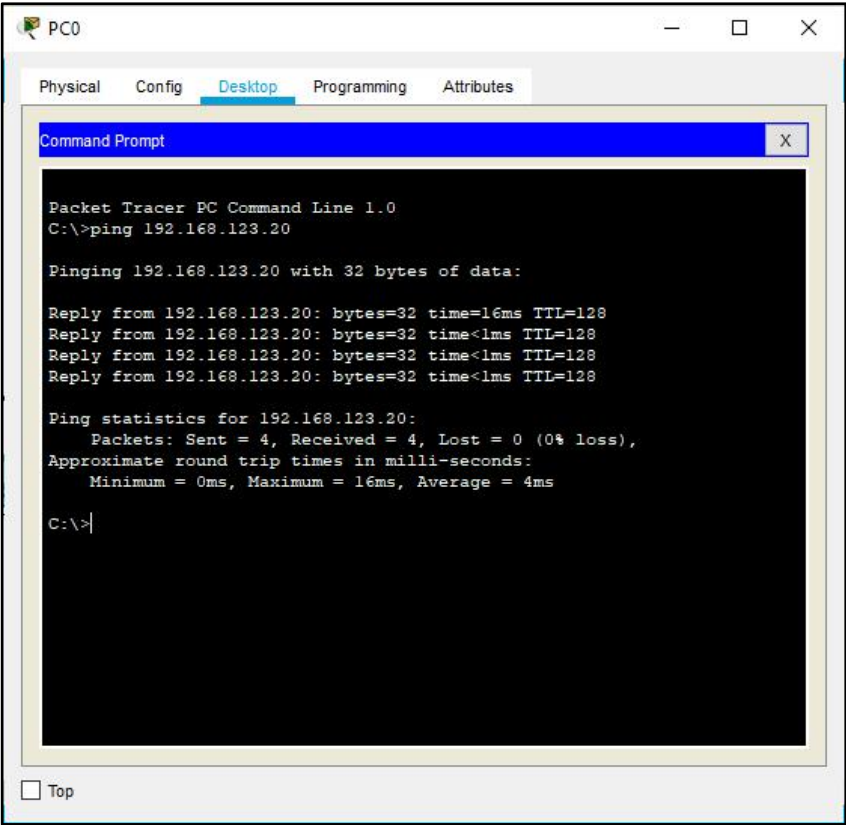 PC0
Physical Config Desktop Programming Attributes
Command Prompt X
Packet Tracer PC Command Line 1.0
C:\>ping 192.168.123.20
Pinging 192.168.123.20 with 32 bytes of data:
Reply from 192.168.123.20: bytes=32 time=16ms TTL=128
Reply from 192.168.123.20: bytes=32 time<1ms TTL=128
Reply from 192.168.123.20: bytes=32 time<1ms TTL=128
Reply from 192.168.123.20: bytes=32 time<1ms TTL=128
Ping statistics for 192.168.123.20:
Packets: Sent = 4, Received = 4, Lost = 0 (0% loss),
Approximate round trip times in milli-seconds:
Minimum = 0ms, Maximum = 16ms, Average = 4ms
C:\>
Top